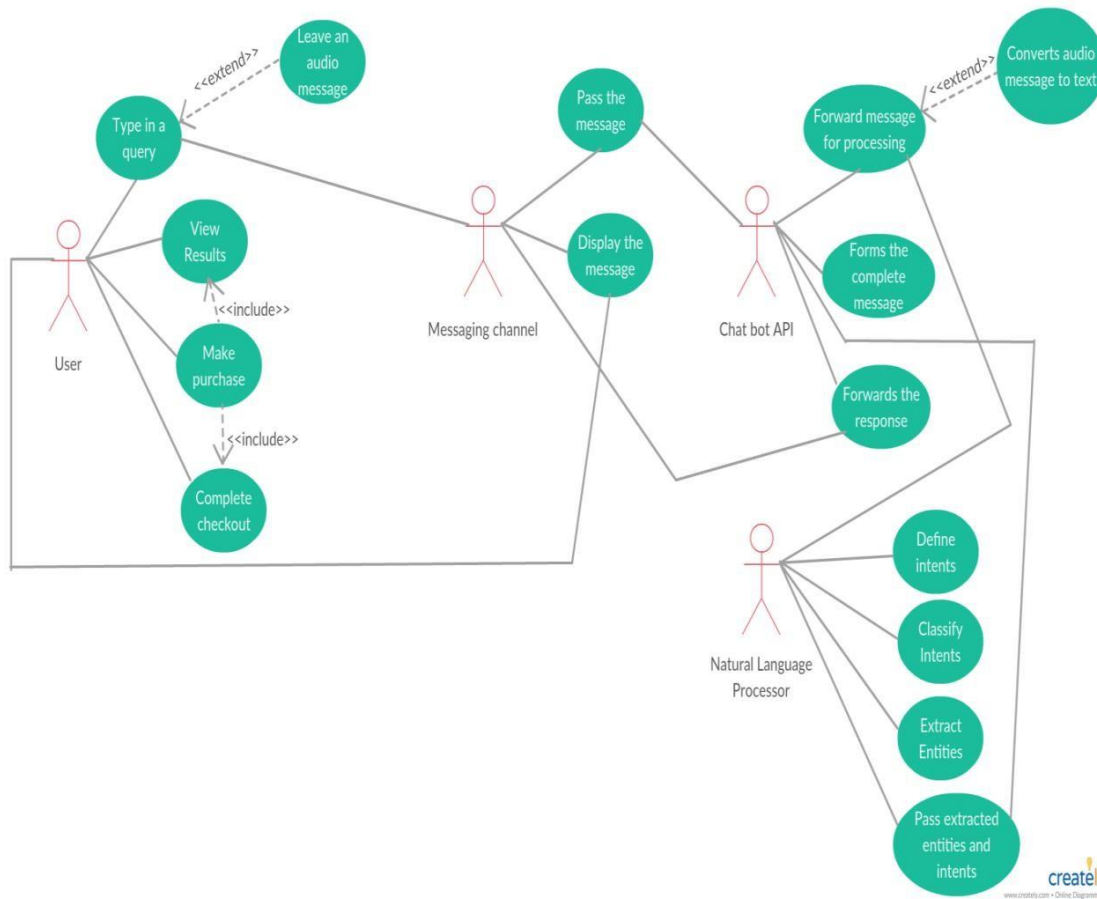 Leave an
audio
message
<<extend>>
Type in a
query
View
Results
<<include>>
Make
purchase
<<include>>
Complete
checkout
User
Pass the
message
Display the
message
Messaging channel
Converts audio
message to text
<<extend>>
Forward message
for processing
Forms the
complete
message
Chat bot API
Forwards the
response
Define
intents
Classify
Intents
Natural Language
Processor
Extract
Entities
Pass extracted
entities and
intents